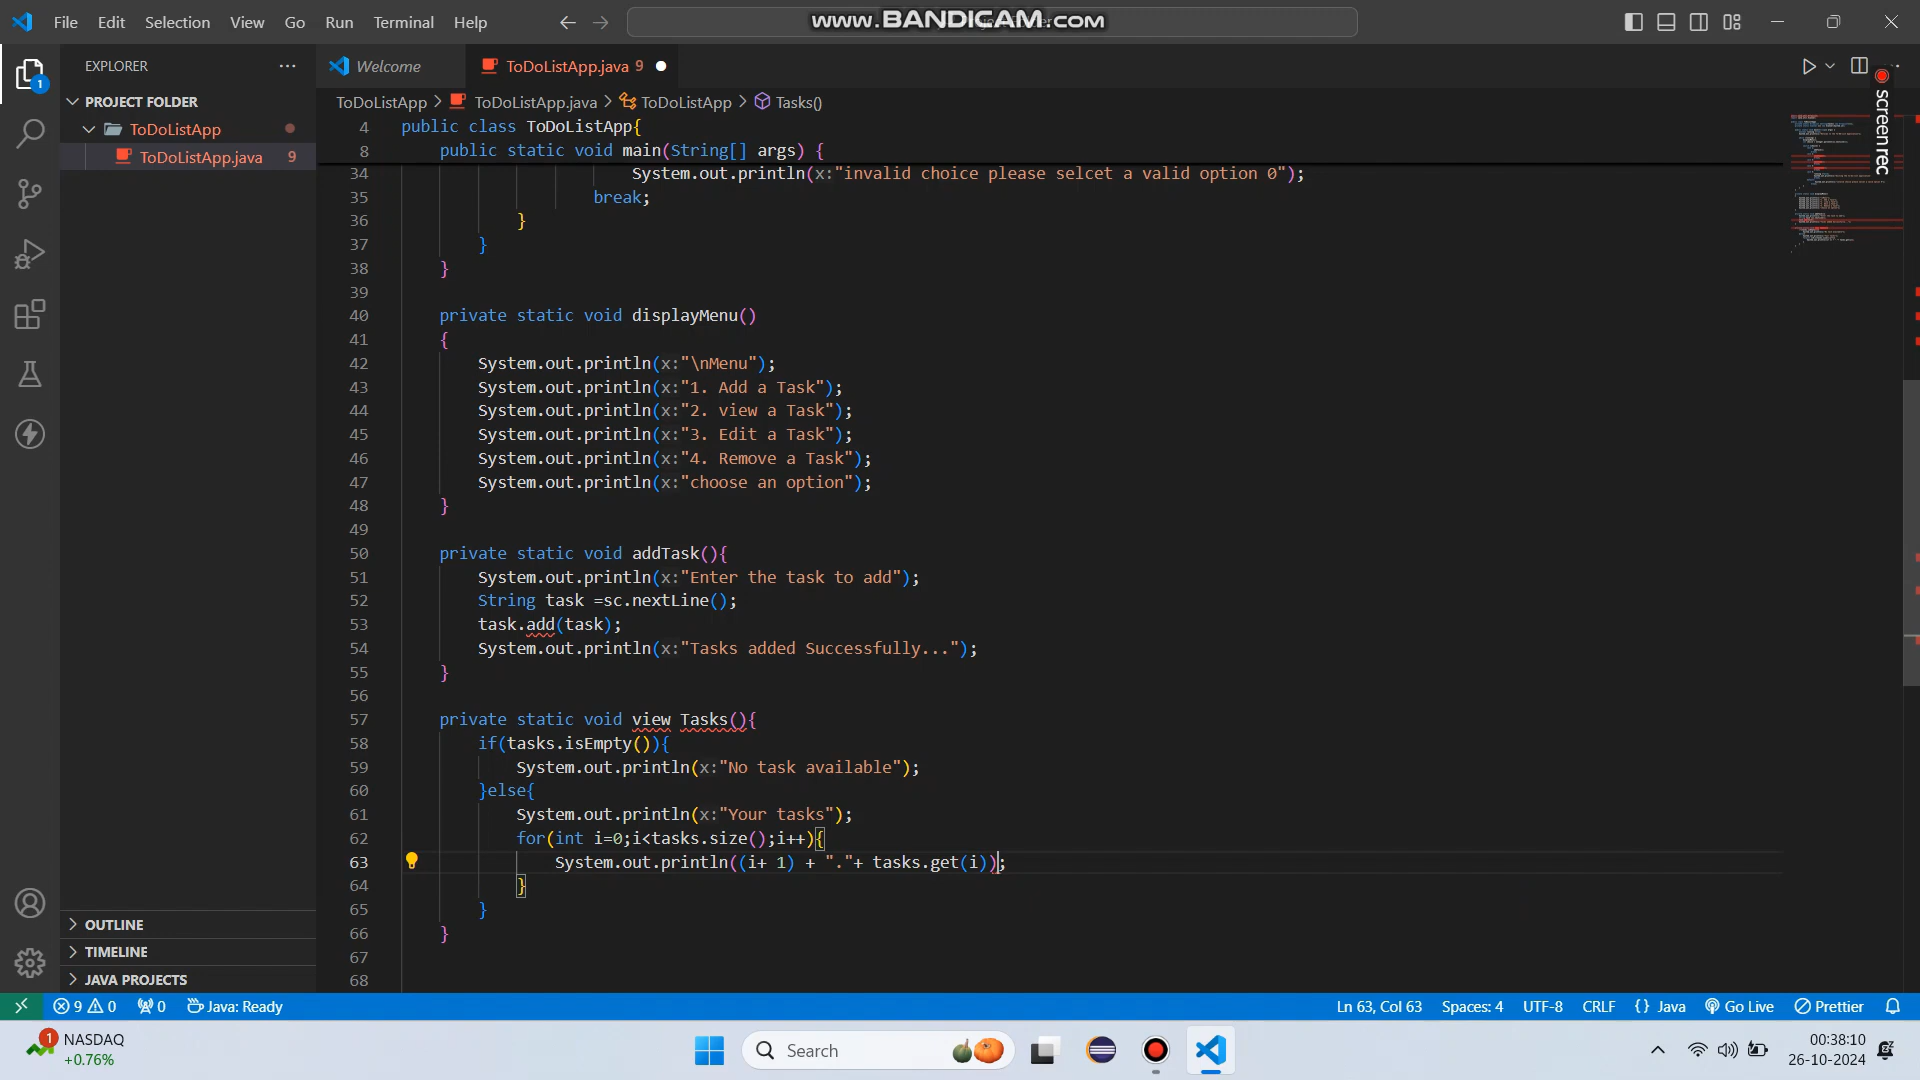 File Edit Selection View Go Run Terminal Help
www.BANDICAM.com
EXPLORER
Welcome
ToDoListApp.java 9
PROJECT FOLDER
ToDoListApp
ToDoListApp.java 9
1
screen rec
ToDoListApp > ToDoListApp.java > ToDoListApp > Tasks()
4 public class ToDoListApp{
8 public static void main(String[] args) {
34 System.out.println(x:"invalid choice please selcet a valid option 0");
35 break;
36 }
37 }
38 }
39
40 private static void displayMenu()
41 {
42 System.out.println(x:"\nMenu");
43 System.out.println(x:"1. Add a Task");
44 System.out.println(x:"2. view a Task");
45 System.out.println(x:"3. Edit a Task");
46 System.out.println(x:"4. Remove a Task");
47 System.out.println(x:"choose an option");
48 }
49
50 private static void addTask(){
51 System.out.println(x:"Enter the task to add");
52 String task =sc.nextLine();
53 task.add(task);
54 System.out.println(x:"Tasks added Successfully...");
55 }
56
57 private static void view Tasks(){
58 if(tasks.isEmpty()){
59 System.out.println(x:"No task available");
60 }else{
61 System.out.println(x:"Your tasks");
62 for(int i=0;i<tasks.size();i++){
63 System.out.println((i+ 1) + "."+ tasks.get(i));
64 }
65 }
66 }
67
68
OUTLINE
TIMELINE
JAVA PROJECTS
9 0 0 Java: Ready
Ln 63, Col 63 Spaces: 4 UTF-8 CRLF {} Java Go Live Prettier
1 NASDAQ
+0.76%
Search
00:38:10
26-10-2024